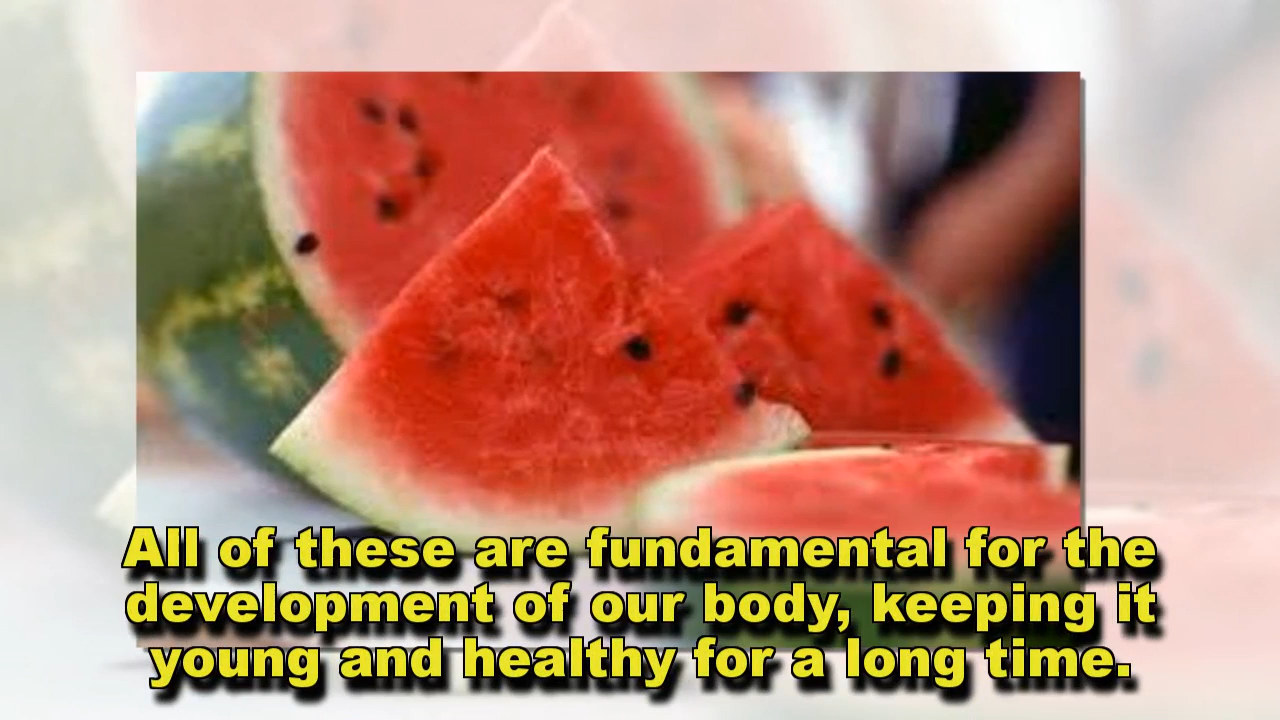 All of these are fundamental for the
development of our body, keeping it
young and healthy for a long time.